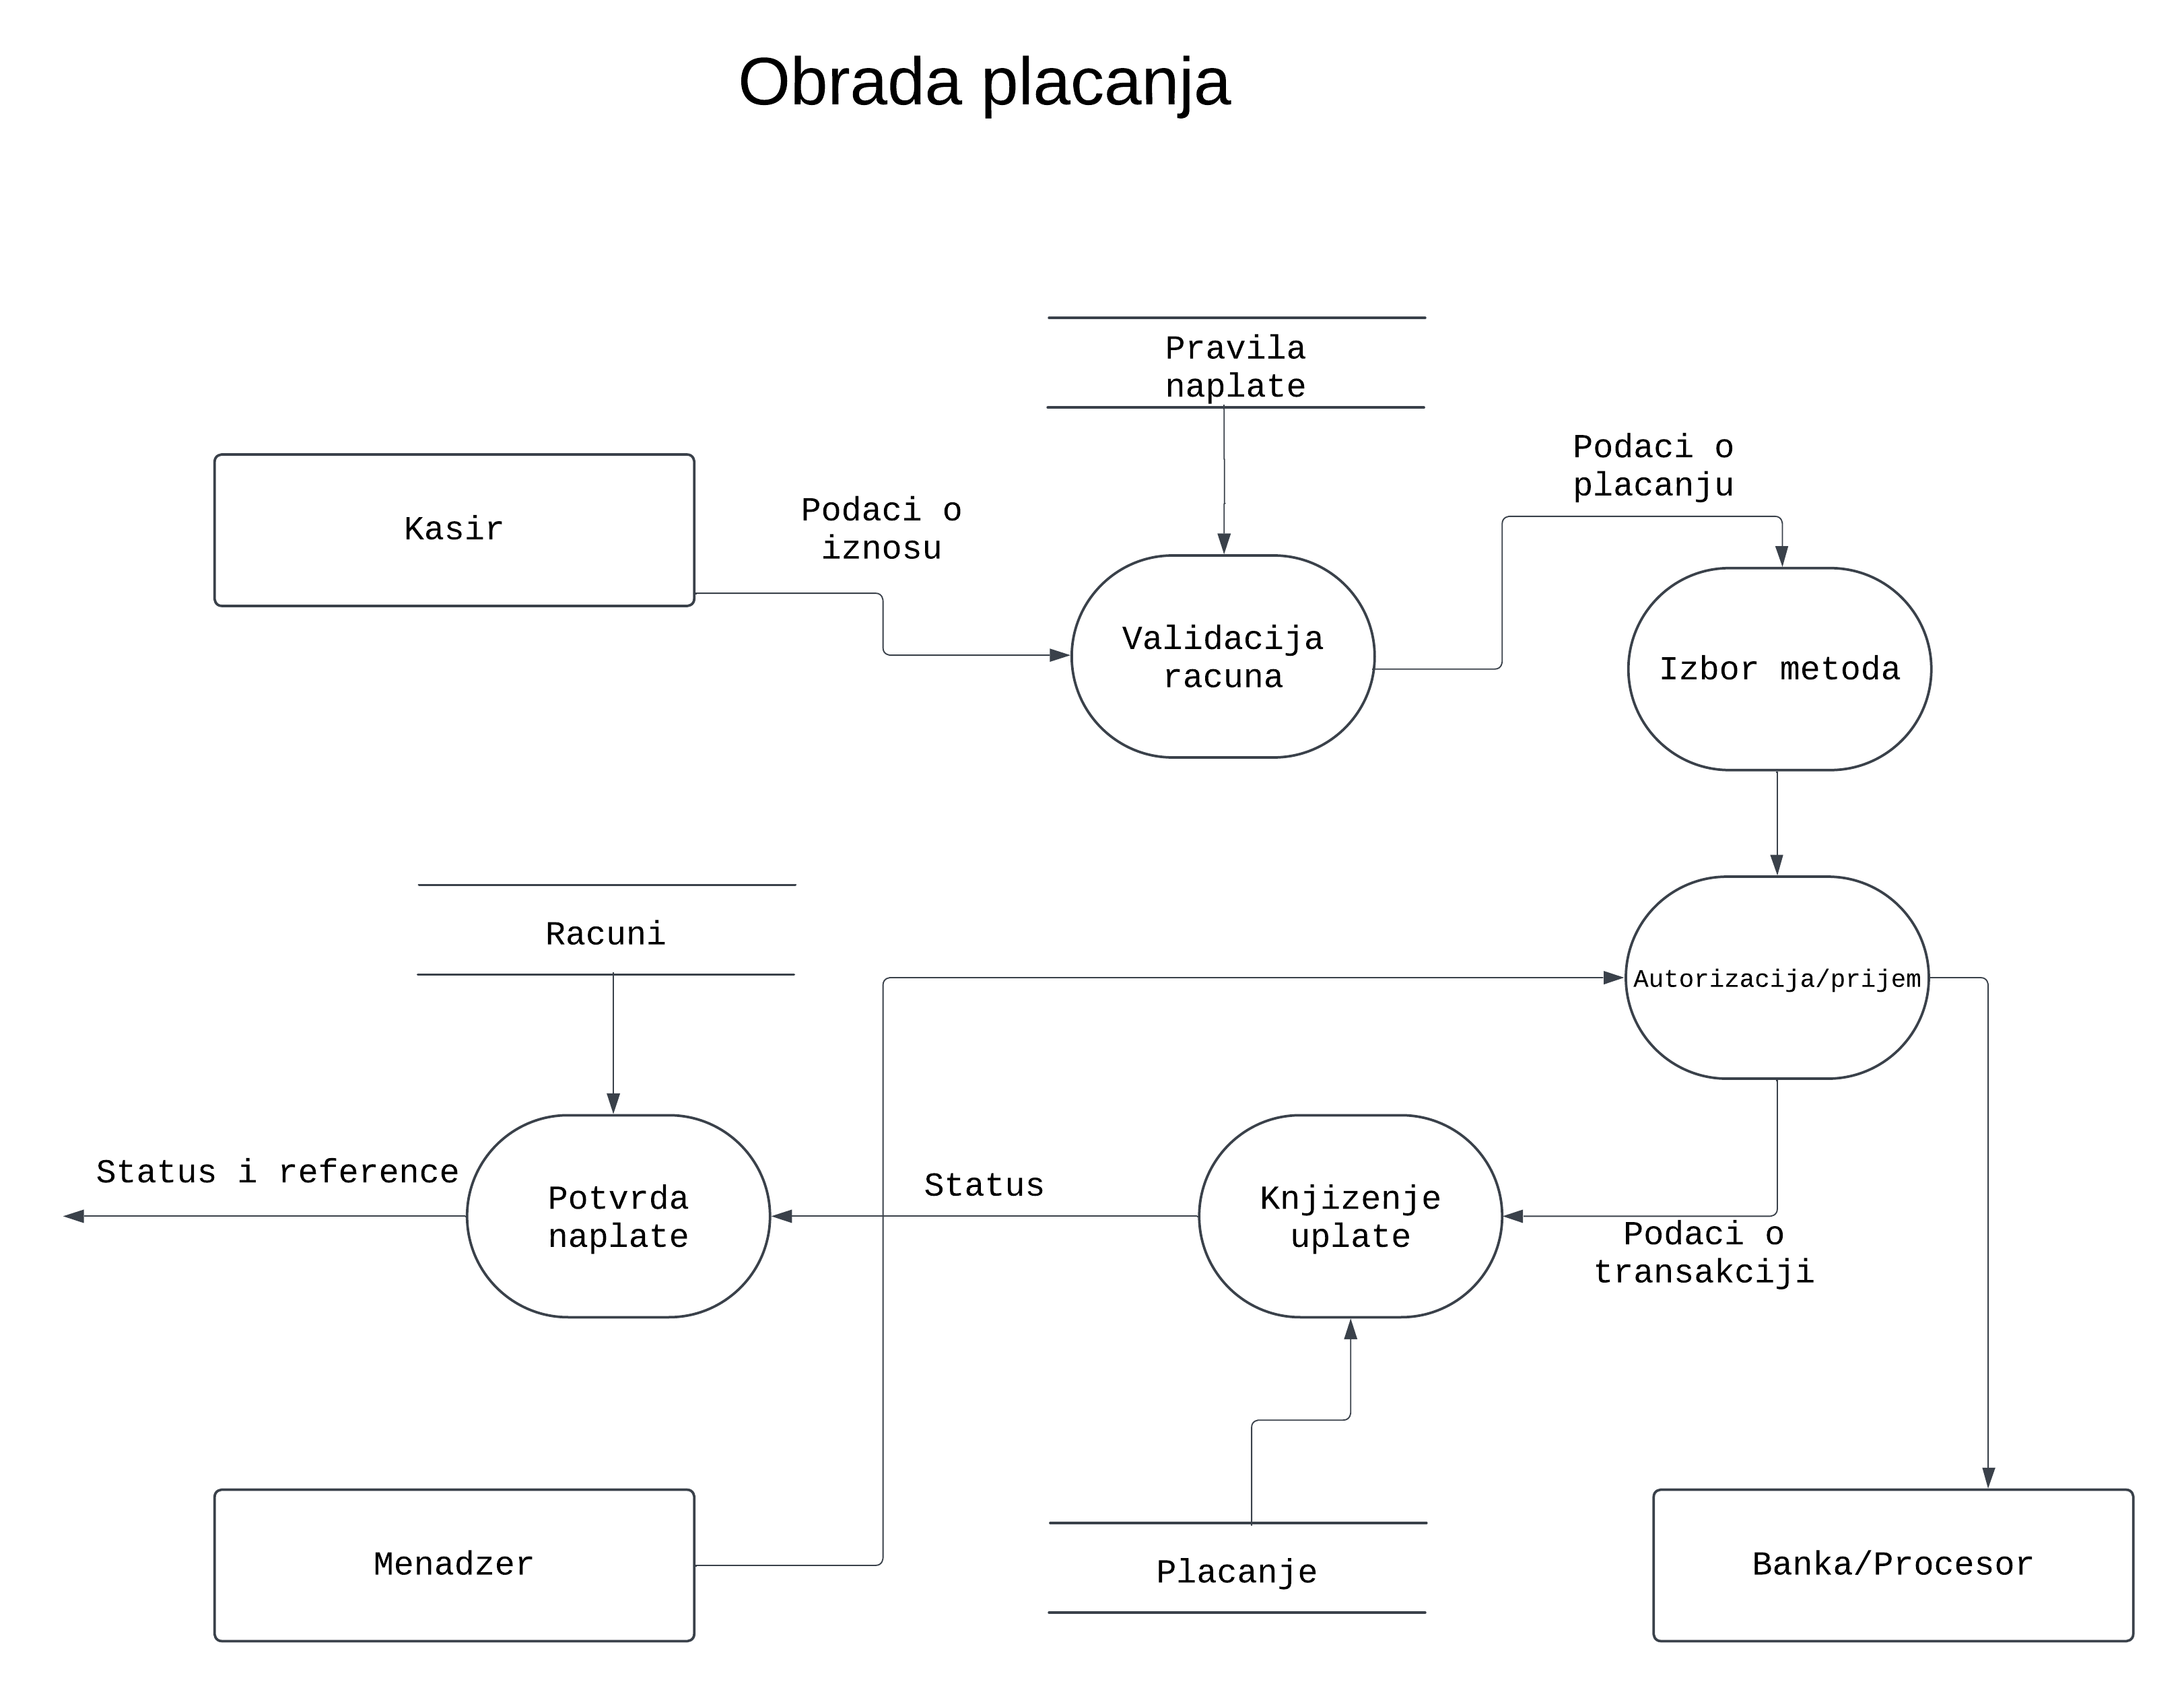 Obrada placanja
Pravila
naplate
Podaci o
placanju
Kasir
Podaci o
iznosu
Validacija
racuna
Izbor metoda
Racuni
Autorizacija/prijem
Status i reference
Potvrda
naplate
Status
Knjizenje
uplate
Podaci o
transakciji
Menadzer
Placanje
Banka/Procesor